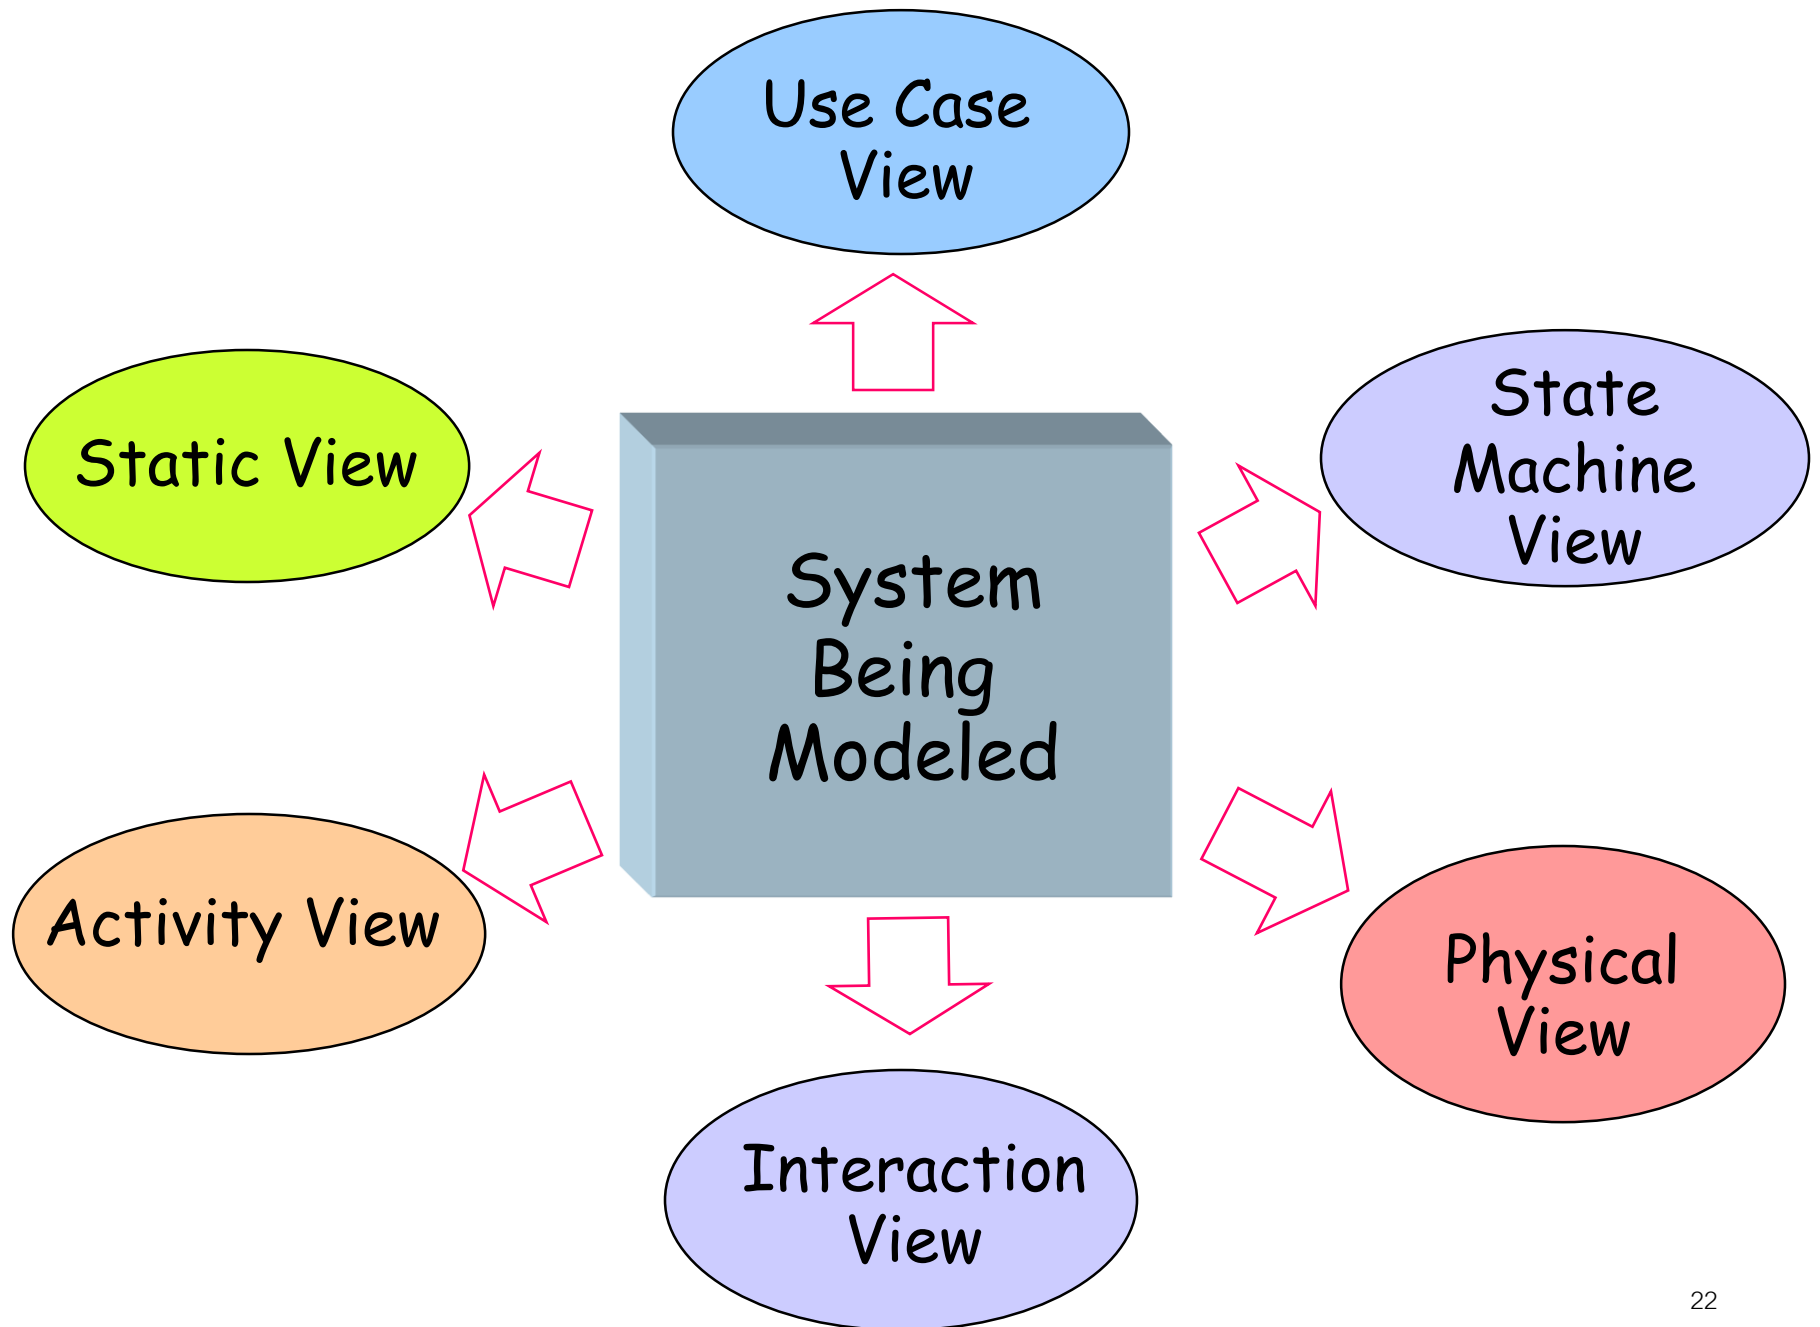 Use Case
View
Static View
State
Machine
View
System
Being
Modeled
Activity View
Physical
View
Interaction
View
22